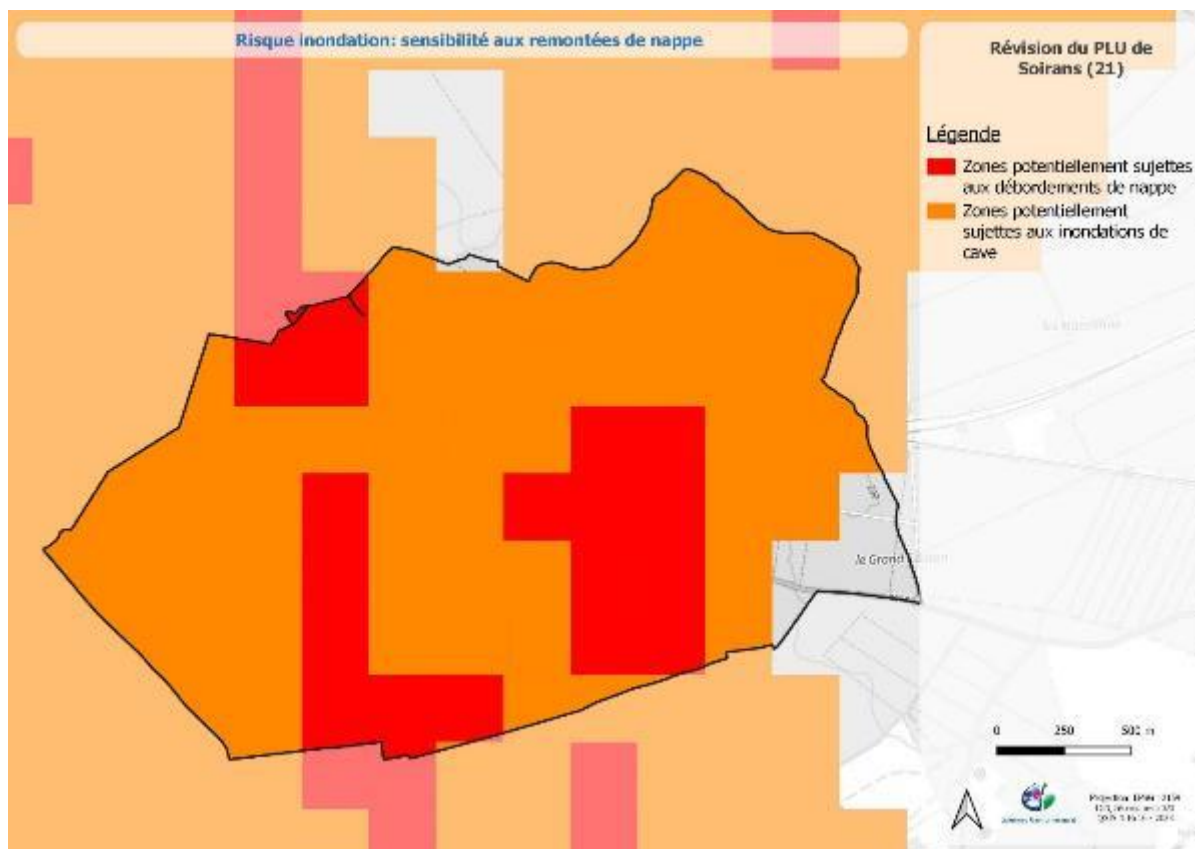 Risque inondation: sensibilité aux remontées de nappe
Révision du PLU de
Soirans (21)
Légende
Zones potentiellement sujettes
aux débordements de nappe
Zones potentiellement
sujettes aux inondations de
cave
le Grand
0 250 500 m